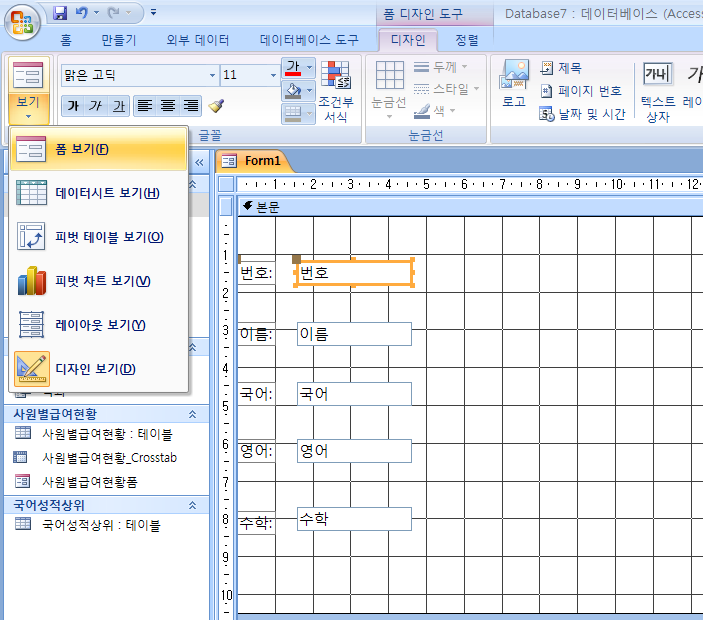 폼 디자인 도구
Database7 : 데이터베이스 (Acces
홈 만들기 외부 데이터 데이터베이스 도구 디자인 정렬
보기
맑은 고딕 11
가 가 가 가
조건부 서식
글꼴
눈금선
두께
스타일
색
눈금선
로고
제목
페이지 번호
날짜 및 시간
가나
텍스트 상자
가
레이
폼 보기(F)
데이터시트 보기(H)
피벗 테이블 보기(O)
피벗 차트 보기(V)
레이아웃 보기(Y)
디자인 보기(D)
«
사원별급여현황
사원별급여현황 : 테이블
사원별급여현황_Crosstab
사원별급여현황폼
국어성적상위
국어성적상위 : 테이블
Form1
1 2 3 4 5 6 7 8 9 10 11 12
본문
1
2
3
4
5
6
7
8
9
10
번호: 번호
이름: 이름
국어: 국어
영어: 영어
수학: 수학